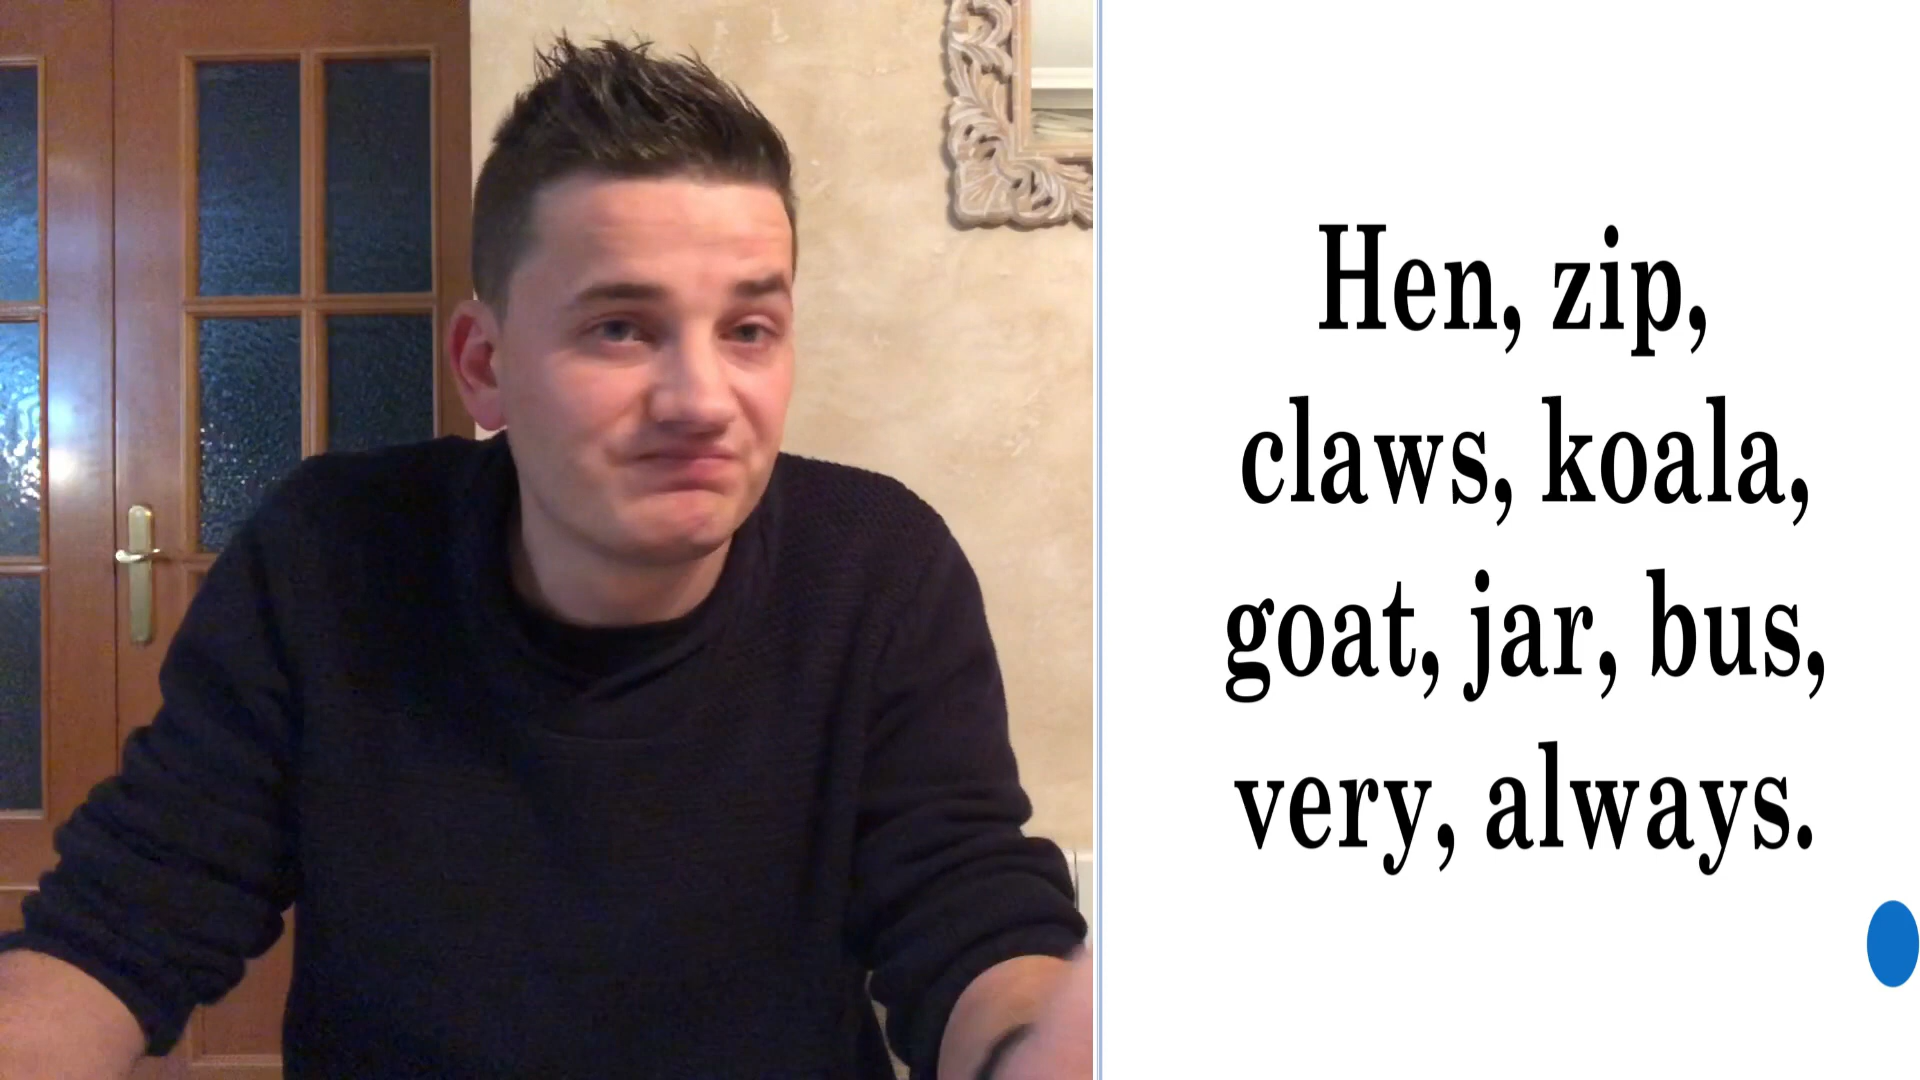 Hen, zip,
claws, koala,
goat, jar, bus,
very, always.